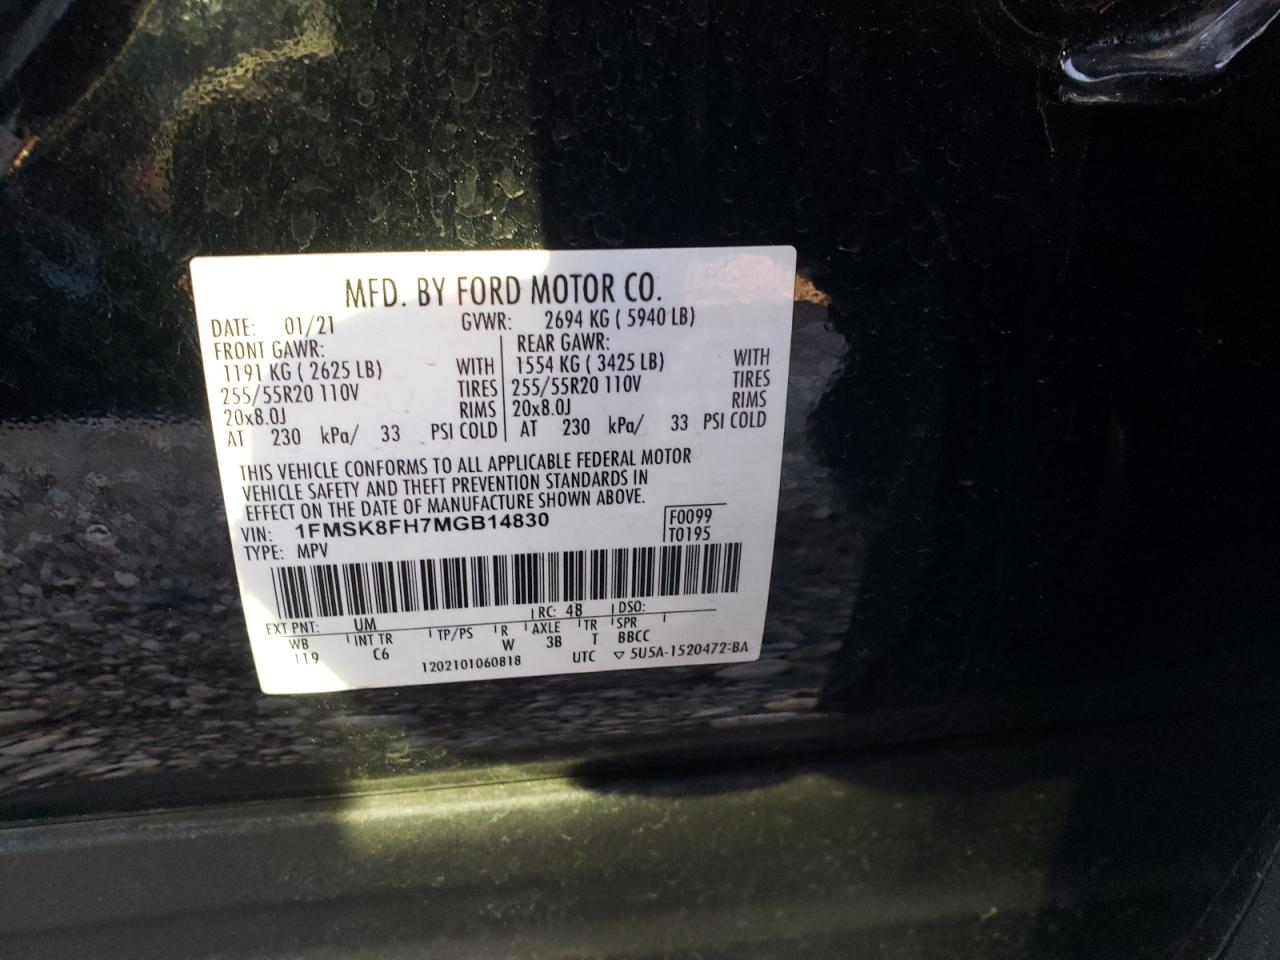 MFD. BY FORD MOTOR CO.
DATE: 01/21 GVWR: 2694 KG ( 5940 LB)
FRONT GAWR: REAR GAWR:
1191 KG ( 2625 LB) WITH 1554 KG ( 3425 LB) WITH
255/55R20 110V TIRES 255/55R20 110V TIRES
20x8.0J RIMS 20x8.0J RIMS
AT 230 kPa/ 33 PSI COLD AT 230 kPa/ 33 PSI COLD
THIS VEHICLE CONFORMS TO ALL APPLICABLE FEDERAL MOTOR
VEHICLE SAFETY AND THEFT PREVENTION STANDARDS IN
EFFECT ON THE DATE OF MANUFACTURE SHOWN ABOVE.
VIN: 1FMSK8FH7MGB14830 F0099
TYPE: MPV T0195
EXT PNT: UM RC: 48 DSO:
WB INT TR TP/PS R AXLE TR SPR
119 C6 W 3B T BBCC
1202101060818 UTC ▽ 5U5A-1520472-BA